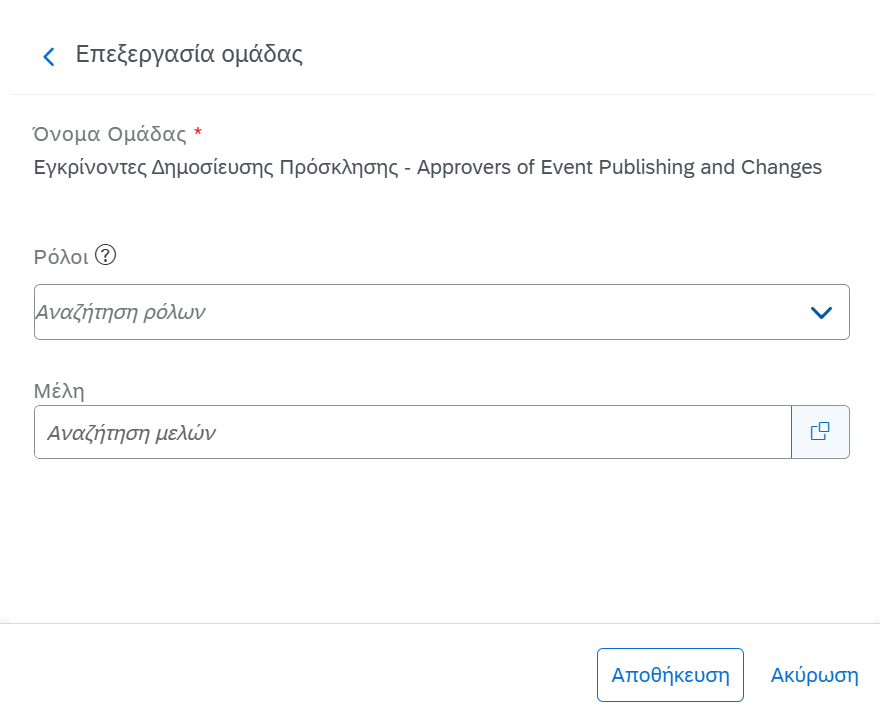 Επεξεργασία ομάδας
Όνομα Ομάδας *
Εγκρίνοντες Δημοσίευσης Πρόσκλησης - Approvers of Event Publishing and Changes
Ρόλοι ?
Αναζήτηση ρόλων
Μέλη
Αναζήτηση μελών
Αποθήκευση Ακύρωση